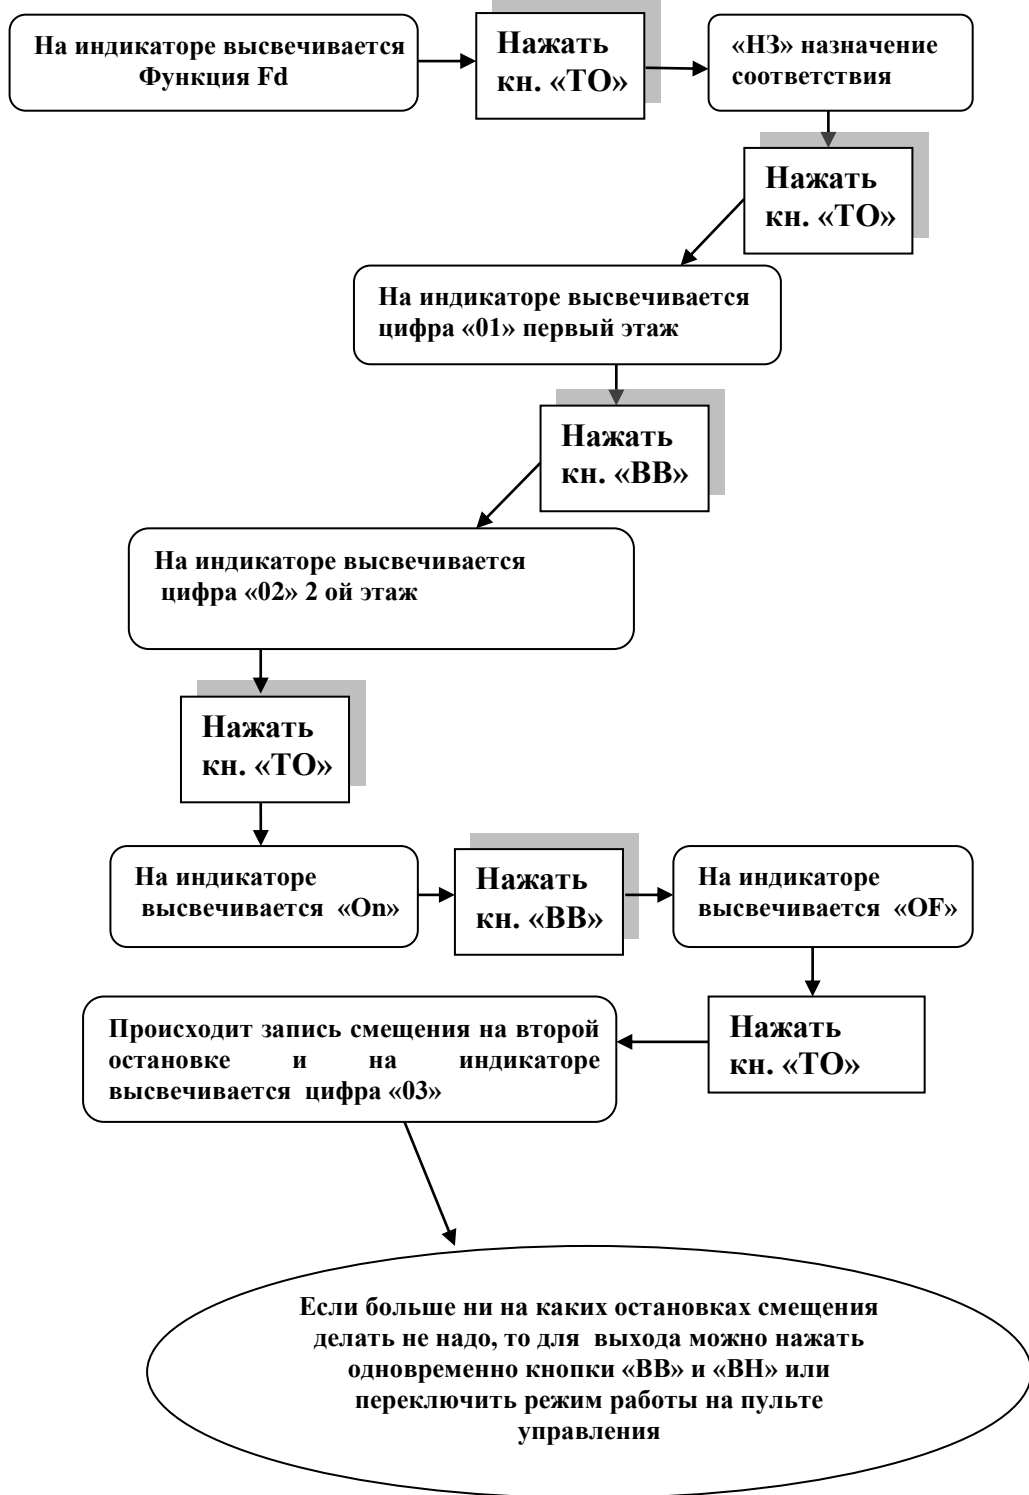 На индикаторе высвечивается
Функция Fd
Нажать
кн. «ТО»
«НЗ» назначение
соответствия
Нажать
кн. «ТО»
На индикаторе высвечивается
цифра «01» первый этаж
Нажать
кн. «ВВ»
На индикаторе высвечивается
цифра «02» 2 ой этаж
Нажать
кн. «ТО»
На индикаторе
высвечивается «On»
Нажать
кн. «ВВ»
На индикаторе
высвечивается «OF»
Нажать
кн. «ТО»
Происходит запись смещения на второй
остановке и на индикаторе
высвечивается цифра «03»
Если больше ни на каких остановках смещения
делать не надо, то для выхода можно нажать
одновременно кнопки «ВВ» и «ВН» или
переключить режим работы на пульте
управления